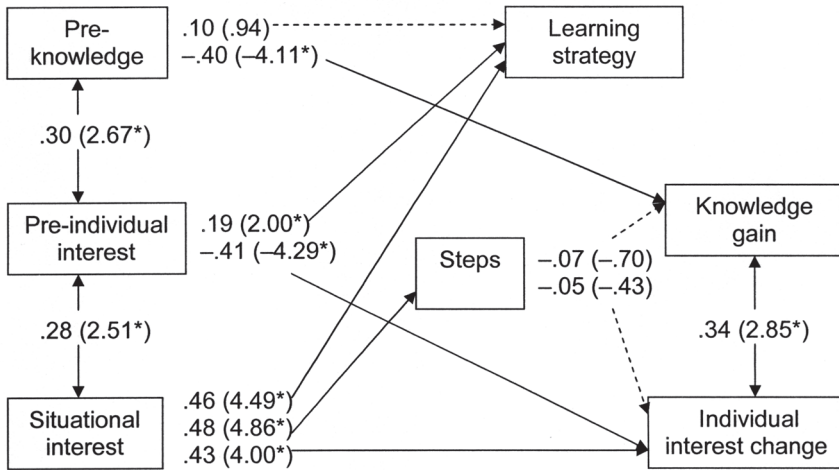 Pre-
knowledge
.10 (.94)
–.40 (–4.11*)
Learning
strategy
.30 (2.67*)
Pre-individual
interest
.19 (2.00*)
–.41 (–4.29*)
Steps
–.07 (–.70)
–.05 (–.43)
Knowledge
gain
.28 (2.51*)
.34 (2.85*)
Situational
interest
.46 (4.49*)
.48 (4.86*)
.43 (4.00*)
Individual
interest change